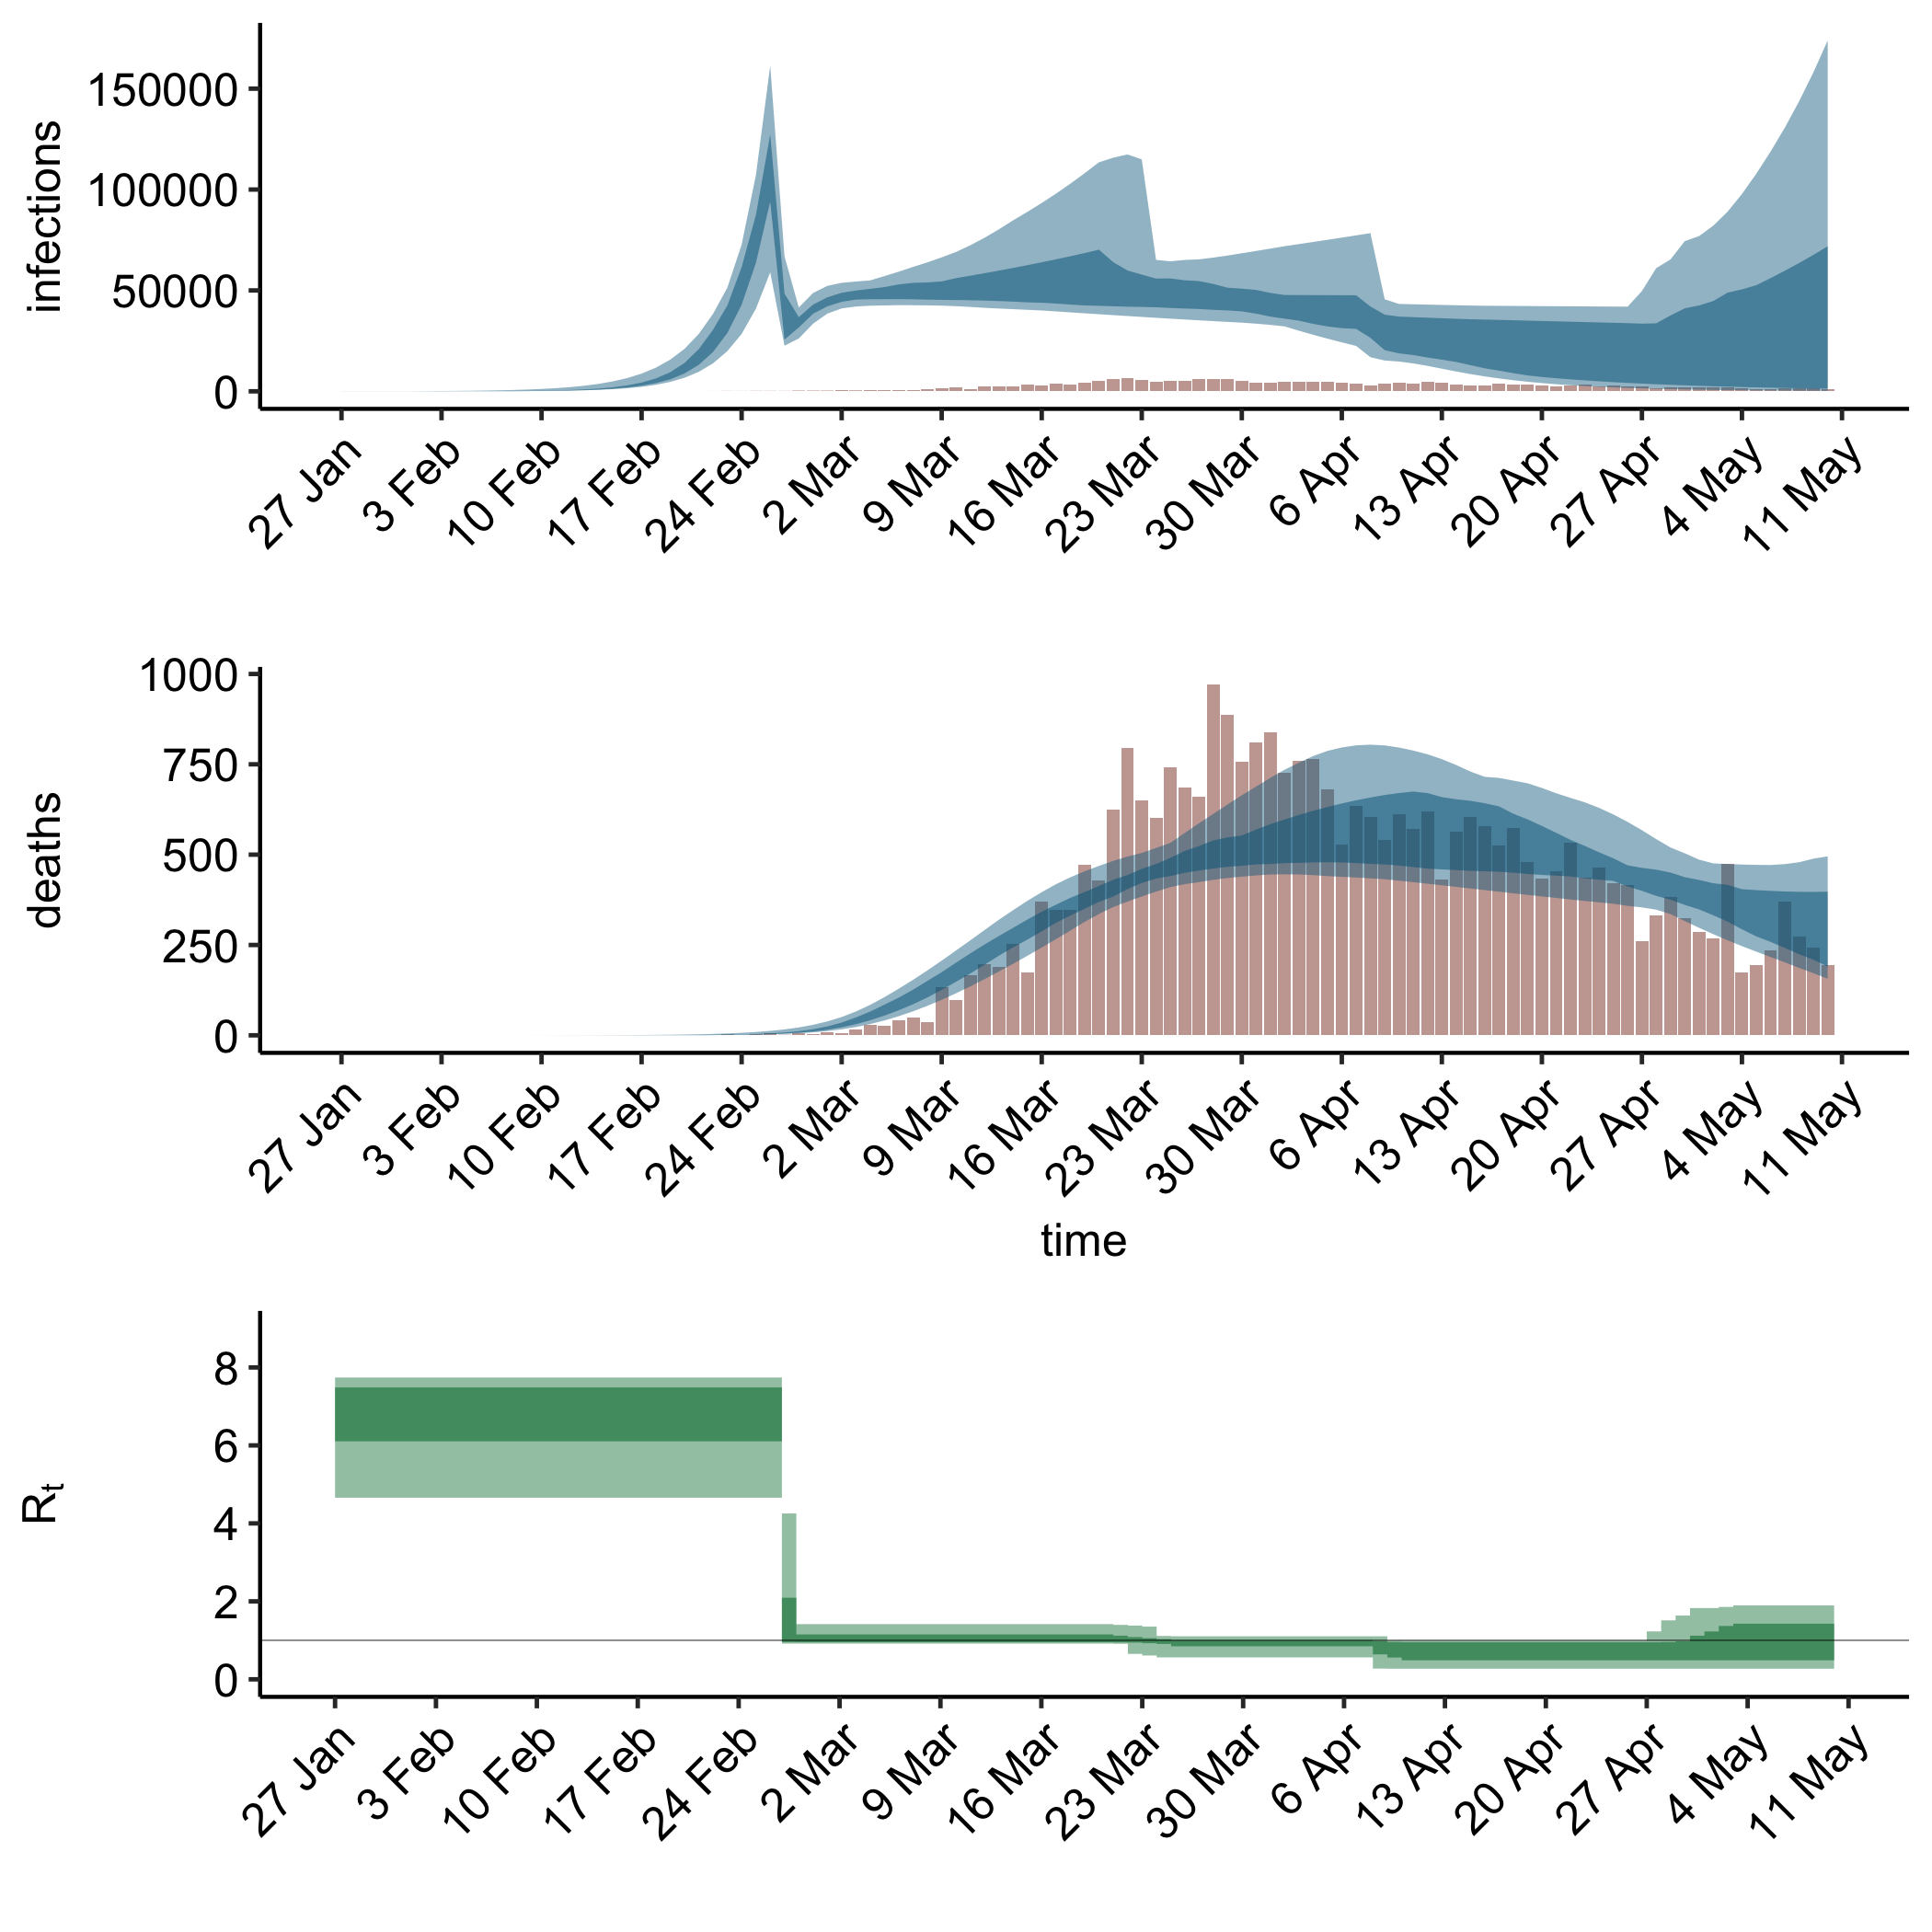 infections
150000
100000
50000
0
27 Jan
3 Feb
10 Feb
17 Feb
24 Feb
2 Mar
9 Mar
16 Mar
23 Mar
30 Mar
6 Apr
13 Apr
20 Apr
27 Apr
4 May
11 May
deaths
1000
750
500
250
0
27 Jan
3 Feb
10 Feb
17 Feb
24 Feb
2 Mar
9 Mar
16 Mar
23 Mar
30 Mar
6 Apr
13 Apr
20 Apr
27 Apr
4 May
11 May
time
Rt
8
6
4
2
0
27 Jan
3 Feb
10 Feb
17 Feb
24 Feb
2 Mar
9 Mar
16 Mar
23 Mar
30 Mar
6 Apr
13 Apr
20 Apr
27 Apr
4 May
11 May